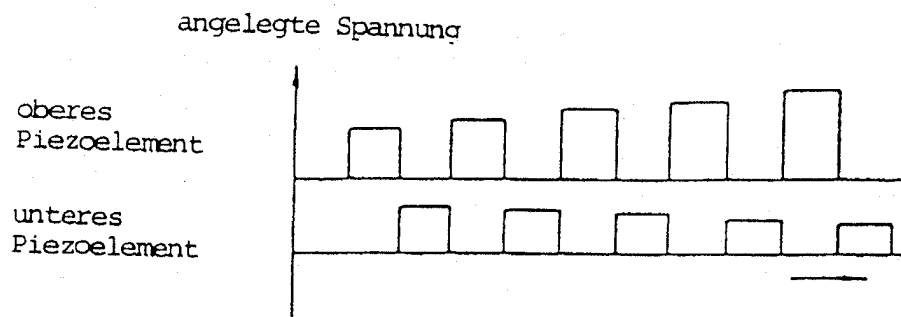 angelegte Spannung
oberes
Piezoelement
unteres
Piezoelement